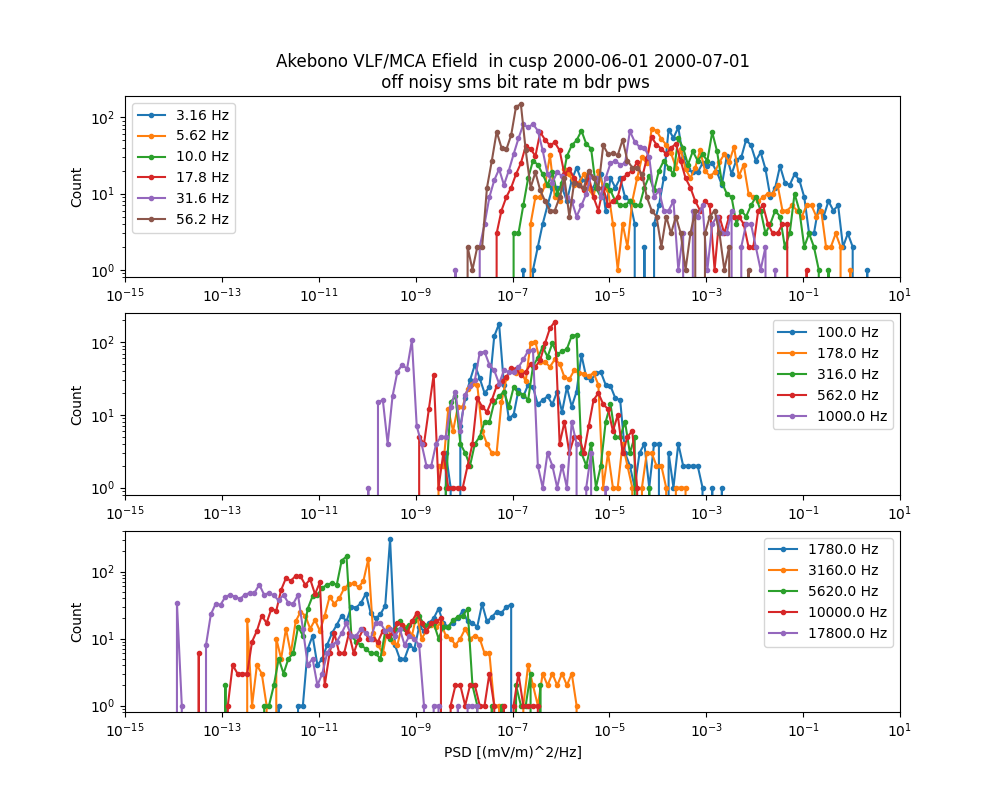 Akebono VLF/MCA Efield  in cusp 2000-06-01 2000-07-01
off noisy sms bit rate m bdr pws
Count
10^2
10^1
10^0
3.16 Hz
5.62 Hz
10.0 Hz
17.8 Hz
31.6 Hz
56.2 Hz
10^-15 10^-13 10^-11 10^-9 10^-7 10^-5 10^-3 10^-1 10^1
Count
10^2
10^1
10^0
100.0 Hz
178.0 Hz
316.0 Hz
562.0 Hz
1000.0 Hz
10^-15 10^-13 10^-11 10^-9 10^-7 10^-5 10^-3 10^-1 10^1
Count
10^2
10^1
10^0
1780.0 Hz
3160.0 Hz
5620.0 Hz
10000.0 Hz
17800.0 Hz
10^-15 10^-13 10^-11 10^-9 10^-7 10^-5 10^-3 10^-1 10^1
PSD [(mV/m)^2/Hz]